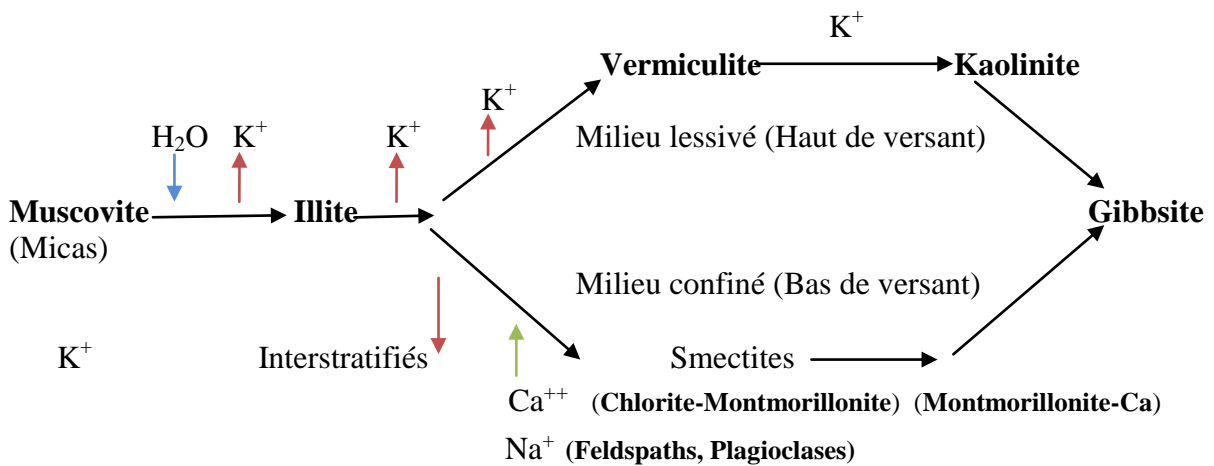 K⁺
Vermiculite Kaolinite
K⁺
H₂O K⁺ K⁺ Milieu lessivé (Haut de versant)
Muscovite Illite Gibbsite
(Micas)
Milieu confiné (Bas de versant)
K⁺ Interstratifiés Smectites
Ca⁺⁺ (Chlorite-Montmorillonite) (Montmorillonite-Ca)
Na⁺ (Feldspaths, Plagioclases)